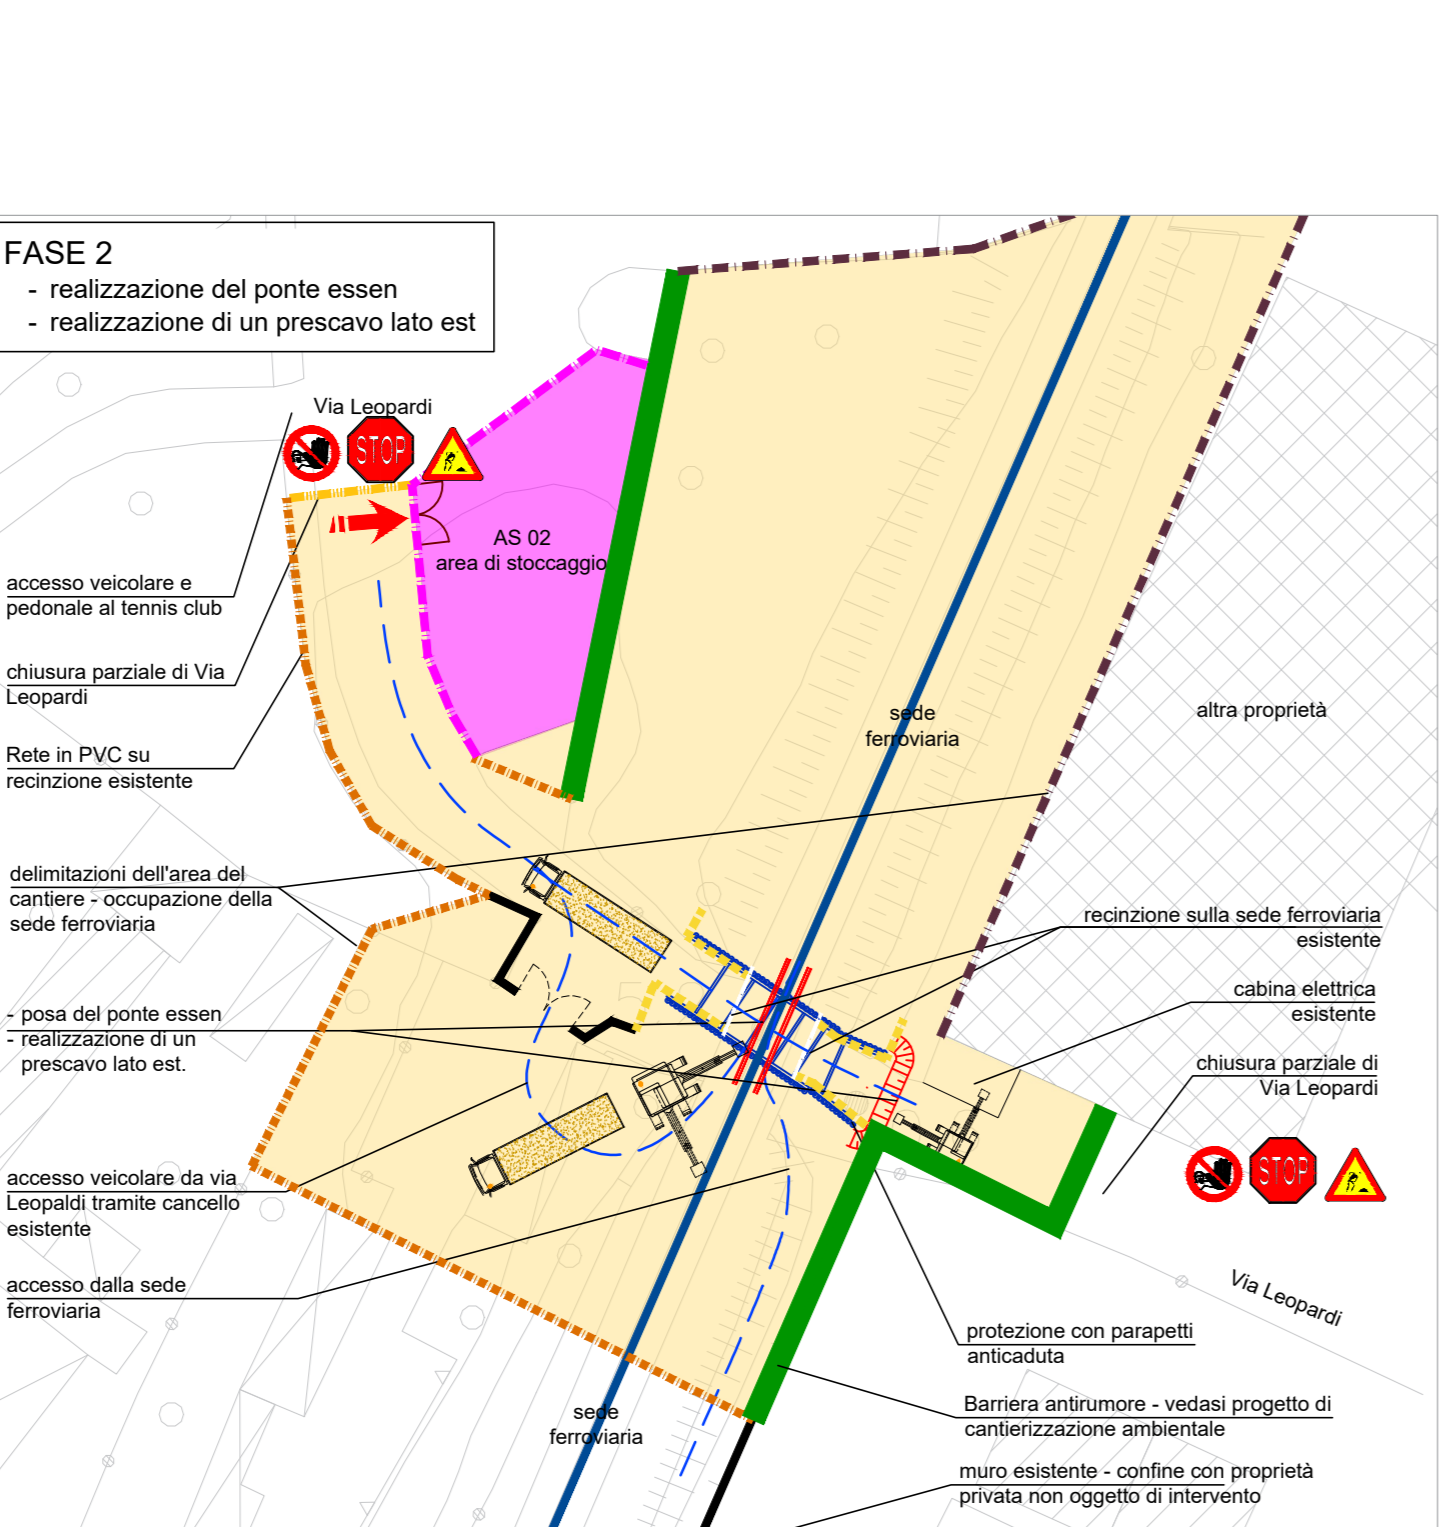 FASE 2
- realizzazione del ponte essen
- realizzazione di un prescavo lato est
Via Leopardi
STOP
AS 02
area di stoccaggio
accesso veicolare e
pedonale al tennis club
chiusura parziale di Via
Leopardi
Rete in PVC su
recinzione esistente
delimitazioni dell'area del
cantiere - occupazione della
sede ferroviaria
- posa del ponte essen
- realizzazione di un
prescavo lato est.
accesso veicolare da via
Leopaldi tramite cancello
esistente
accesso dalla sede
ferroviaria
sede
ferroviaria
altra proprietà
recinzione sulla sede ferroviaria
esistente
cabina elettrica
esistente
chiusura parziale di
Via Leopardi
STOP
Via Leopardi
protezione con parapetti
anticaduta
Barriera antirumore - vedasi progetto di
cantierizzazione ambientale
muro esistente - confine con proprietà
privata non oggetto di intervento
sede
ferroviaria